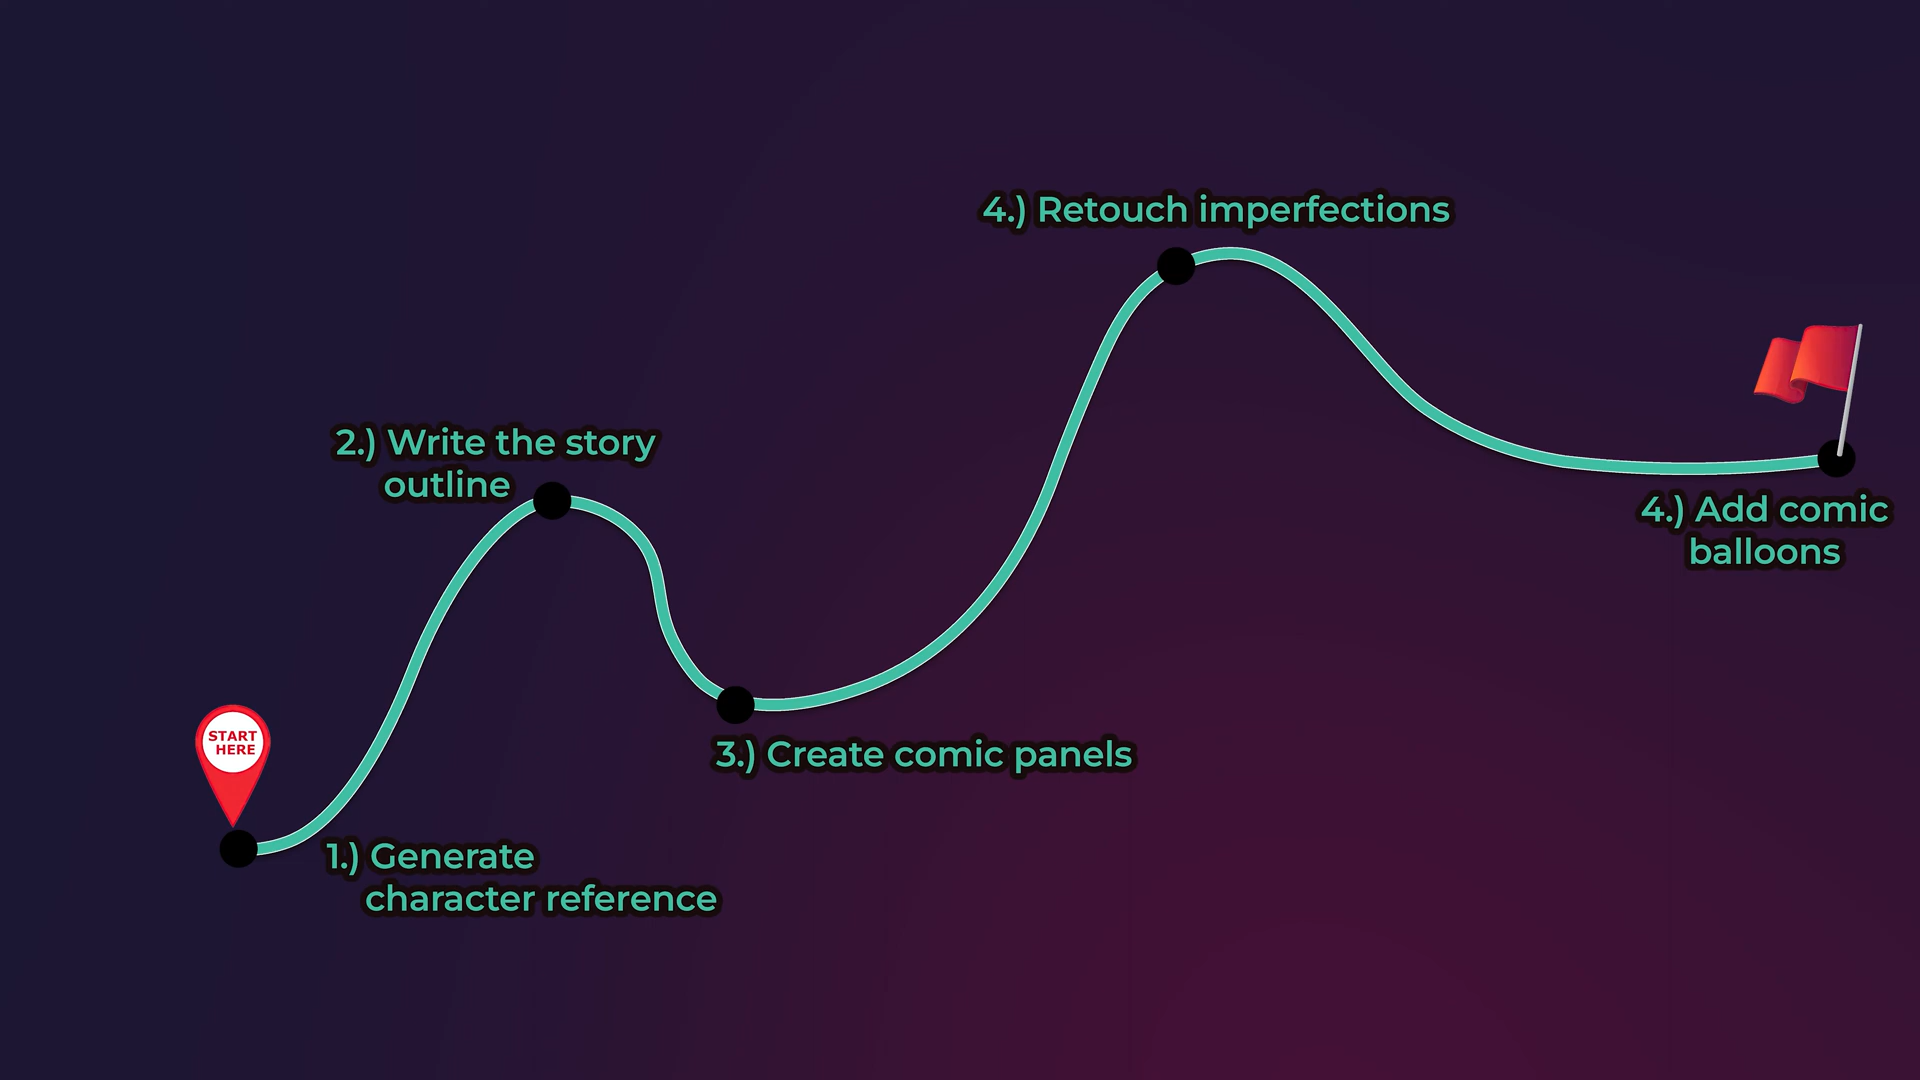 START
HERE
1.) Generate
character reference
2.) Write the story
outline
3.) Create comic panels
4.) Retouch imperfections
4.) Add comic
balloons